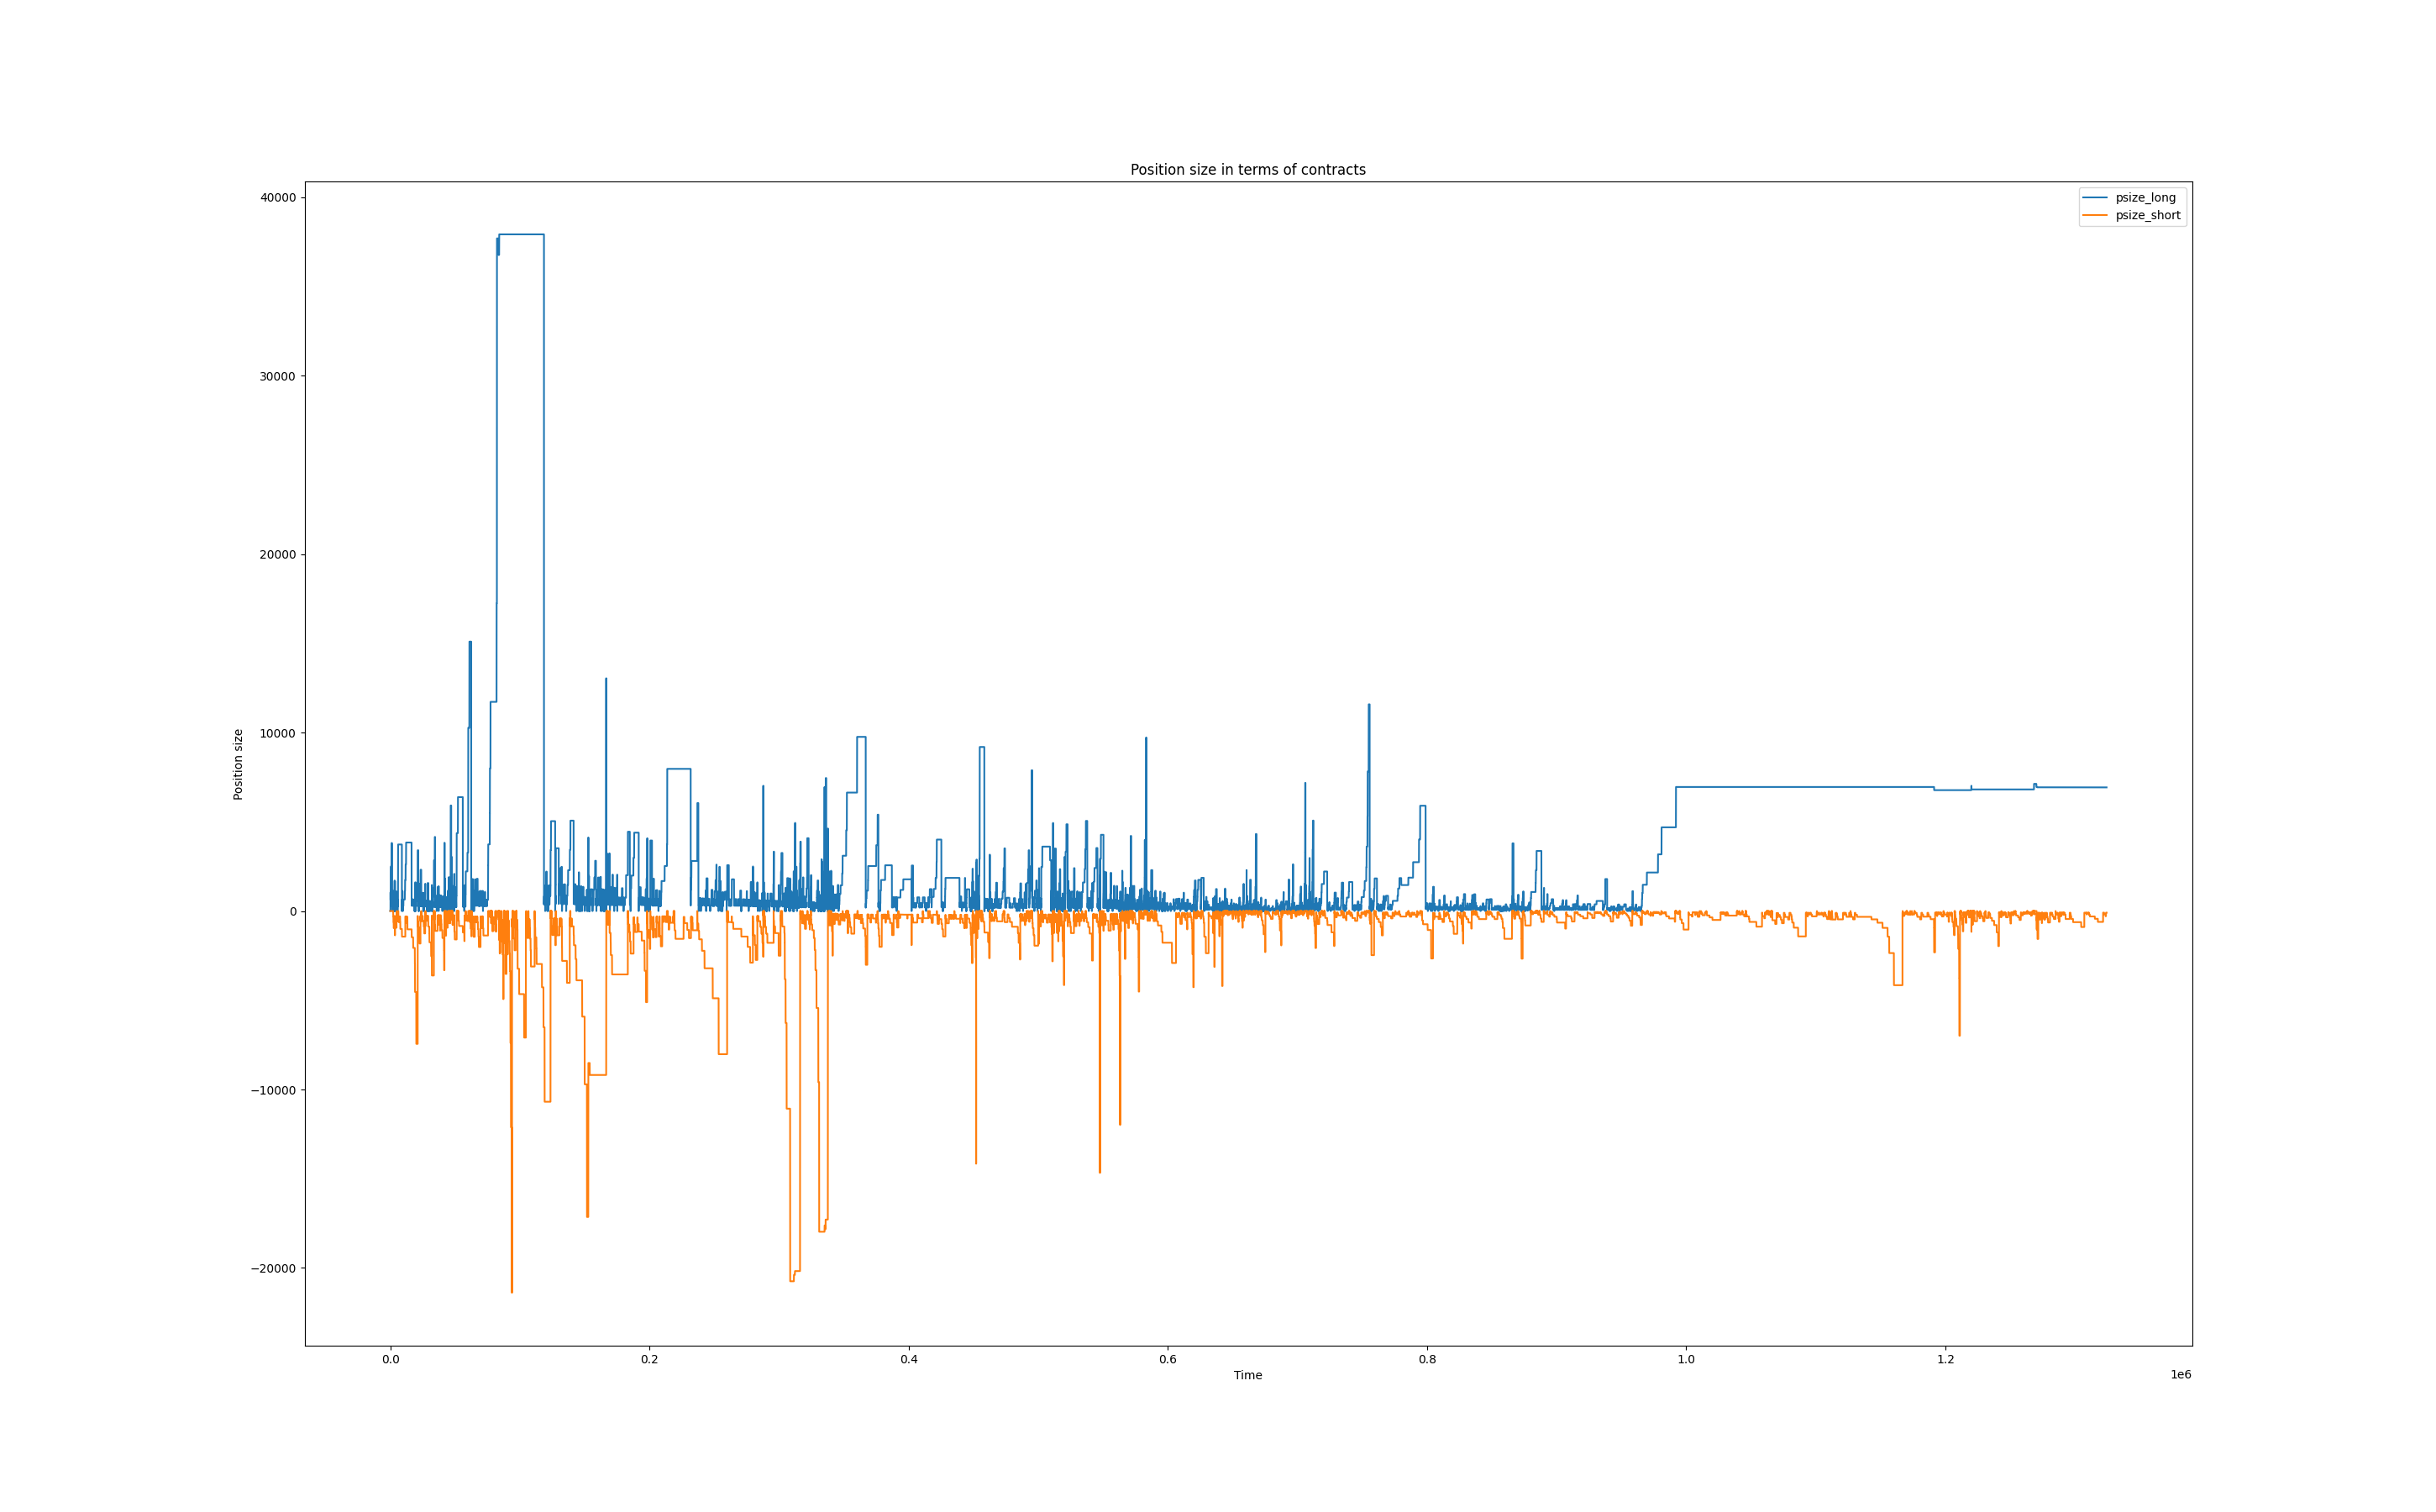 Position size in terms of contracts
psize_long
psize_short
Position size
40000
30000
20000
10000
0
−10000
−20000
0.0 0.2 0.4 0.6 0.8 1.0 1.2
Time
1e6